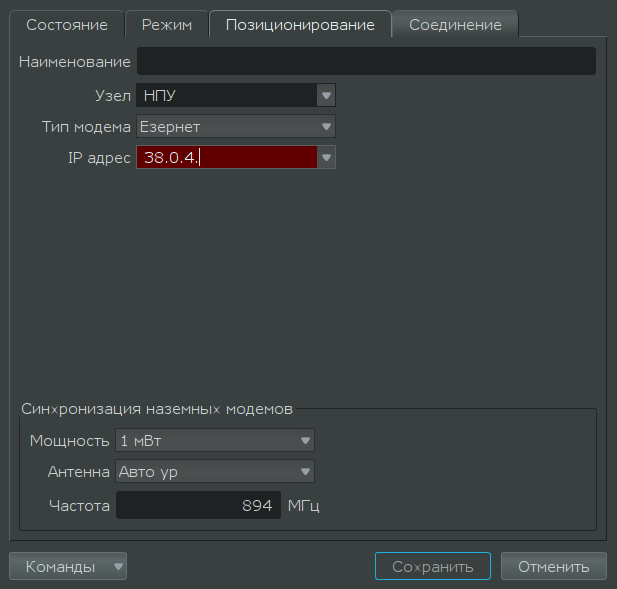 Состояние Режим Позиционирование Соединение
Наименование
Узел НПУ
Тип модема Езернет
IP адрес 38.0.4.
Синхронизация наземных модемов
Мощность 1 мВт
Антенна Авто ур
Частота 894 МГц
Команды Сохранить Отменить